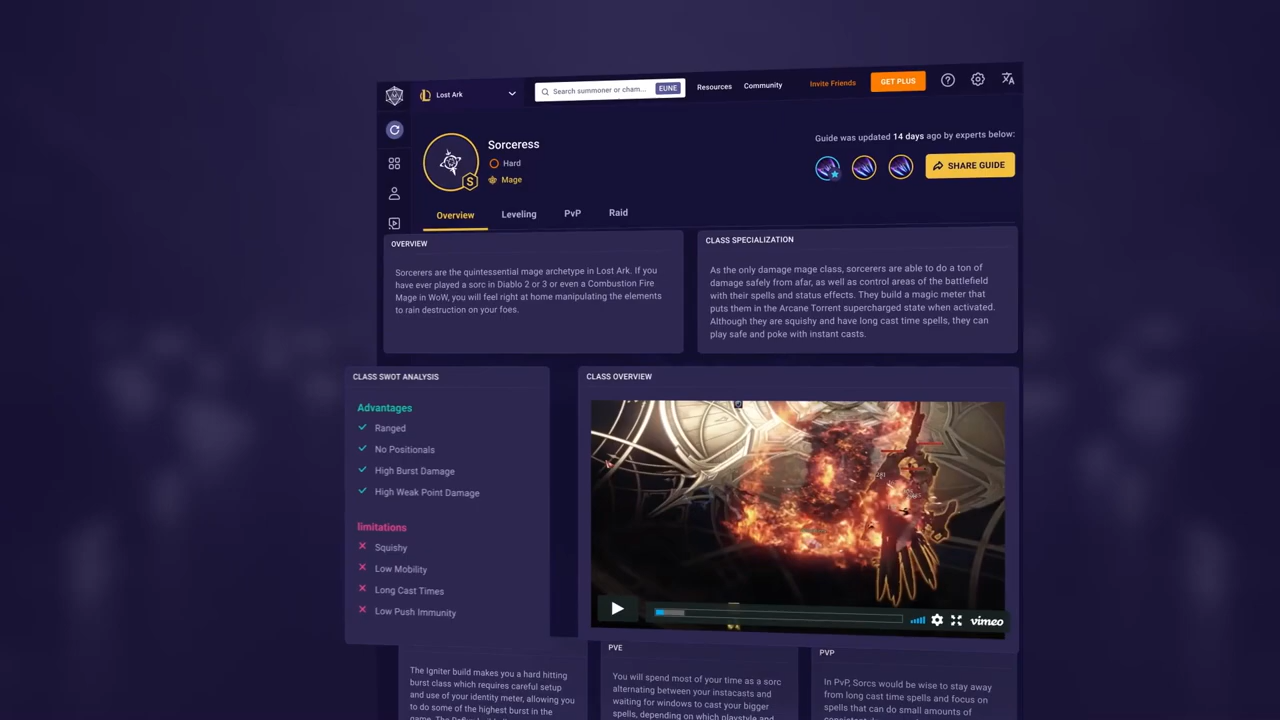 Lost Ark
Search summoner or cham...
EUNE
Resources
Community
Invite Friends
GET PLUS
Sorceress
Hard
S
Mage
Guide was updated 14 days ago by experts below:
SHARE GUIDE
Overview
Leveling
PvP
Raid
OVERVIEW
Sorcerers are the quintessential mage archetype in Lost Ark. If you
have ever played a sorc in Diablo 2 or 3 or even a Combustion Fire
Mage in WoW, you will feel right at home manipulating the elements
to rain destruction on your foes.
CLASS SPECIALIZATION
As the only damage mage class, sorcerers are able to do a ton of
damage safely from afar, as well as control areas of the battlefield
with their spells and status effects. They build a magic meter that
puts them in the Arcane Torrent supercharged state when activated.
Although they are squishy and have long cast time spells, they can
play safe and poke with instant casts.
CLASS SWOT ANALYSIS
Advantages
Ranged
No Positionals
High Burst Damage
High Weak Point Damage
limitations
Squishy
Low Mobility
Long Cast Times
Low Push Immunity
CLASS OVERVIEW
vimeo
The Igniter build makes you a hard hitting
burst class which requires careful setup
and use of your identity meter, allowing you
to do some of the highest burst in the
PVE
You will spend most of your time as a sorc
alternating between your instacasts and
waiting for windows to cast your bigger
spells, depending on which playstyle and
PVP
In PvP, Sorcs would be wise to stay away
from long cast time spells and focus on
spells that can do small amounts of